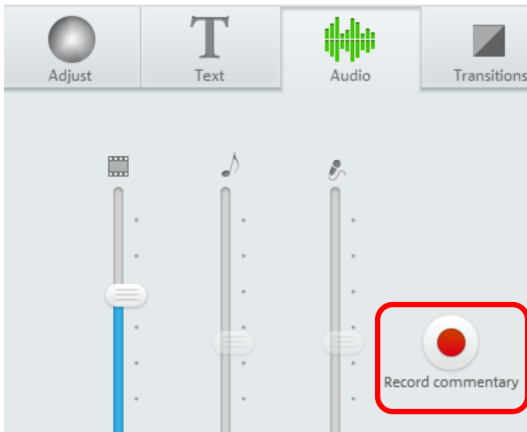 Adjust
Text
Audio
Transitions
Record commentary